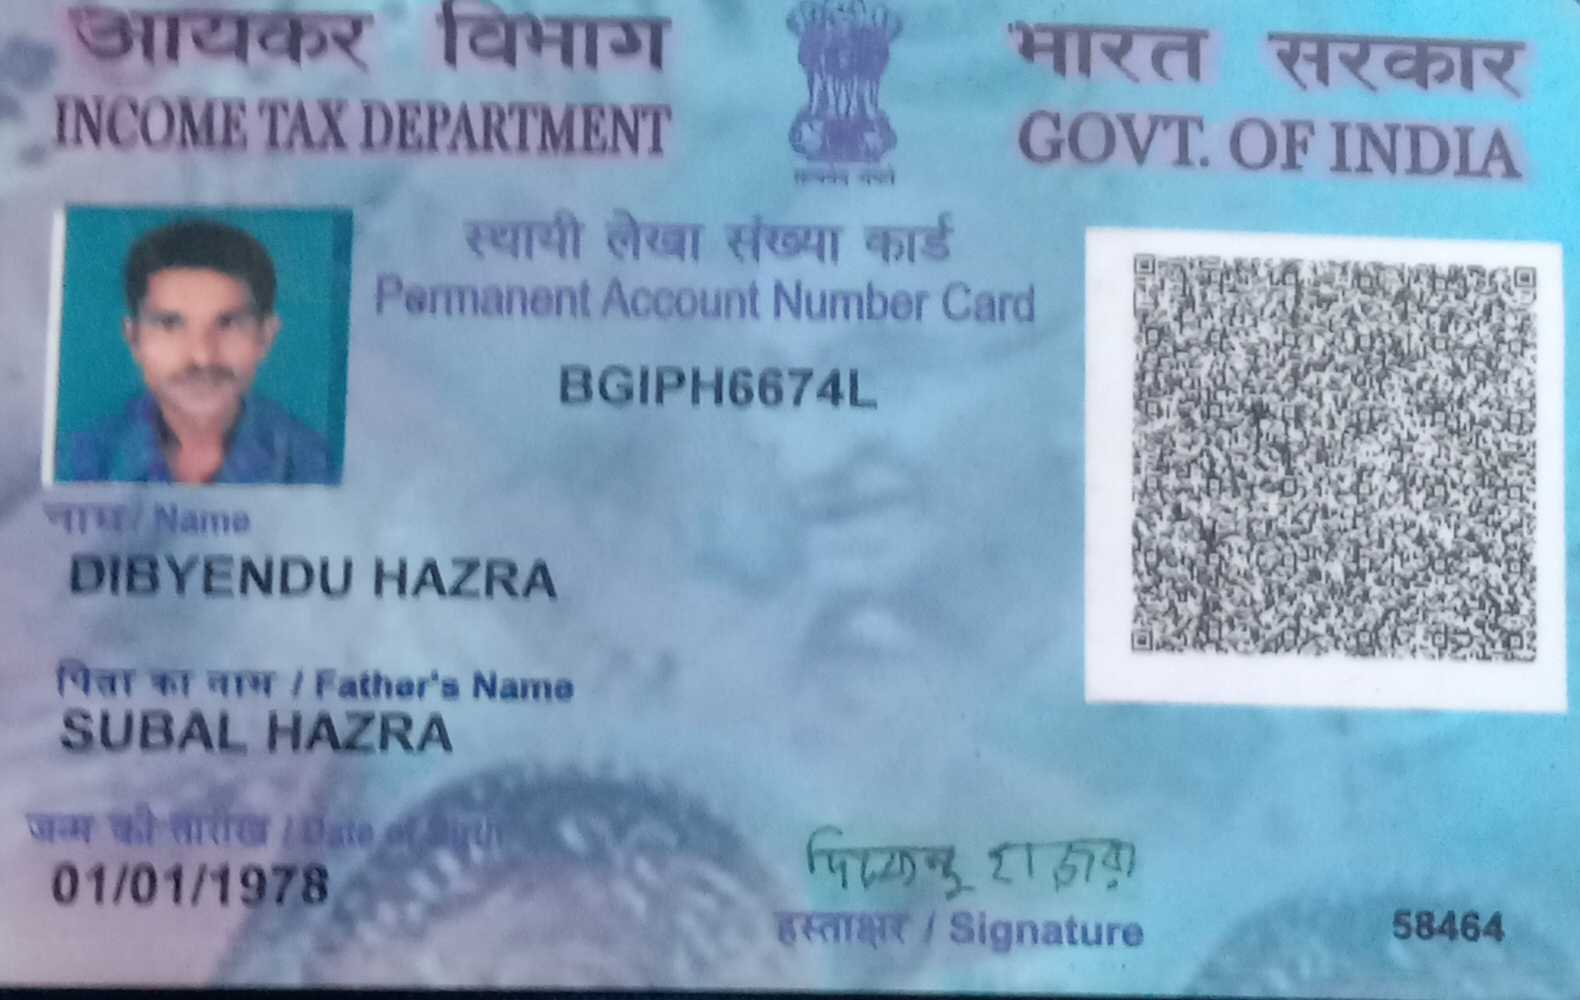 आयकर विभाग
INCOME TAX DEPARTMENT
भारत सरकार
GOVT. OF INDIA
सत्यमेव जयते
स्थायी लेखा संख्या कार्ड
Permanent Account Number Card
BGIPH6674L
नाम / Name
DIBYENDU HAZRA
पिता का नाम / Father's Name
SUBAL HAZRA
जन्म की तारीख / Date of Birth
01/01/1978
দিব্যেন্দু হাজরা
हस्ताक्षर / Signature
58464